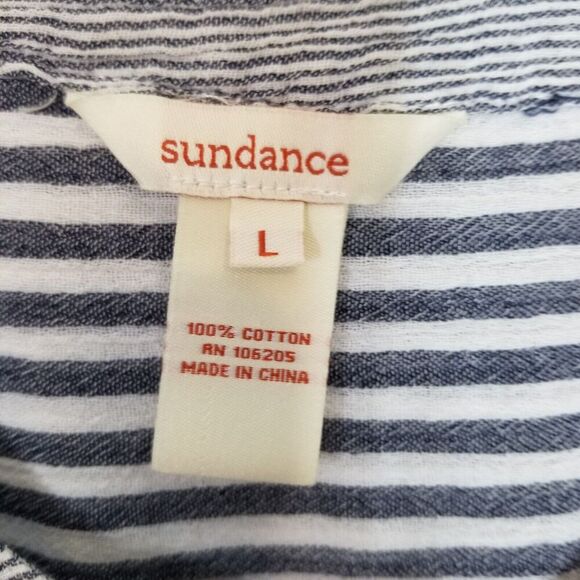 sundance
L
100% COTTON
RN 106205
MADE IN CHINA